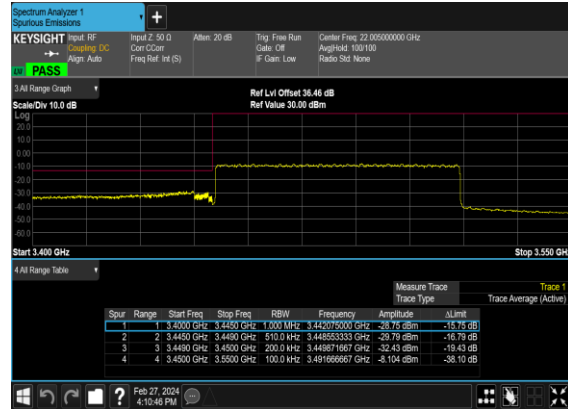 Spectrum Analyzer 1
Spurious Emissions
KEYSIGHT Input: RF Input Z: 50 Ω Atten: 20 dB Trig: Free Run Center Freq: 22.005000000 GHz
Coupling: DC Corr CCorr Gate: Off Avg|Hold: 100/100
Align: Auto Freq Ref: Int (S) IF Gain: Low Radio Std: None
PASS
3 All Range Graph
Ref Lvl Offset 36.46 dB
Scale/Div 10.0 dB Ref Value 30.00 dBm
Log
20.0
10.0
0.00
-10.0
-20.0
-30.0
-40.0
-50.0
-60.0
Start 3.400 GHz Stop 3.550 GHz
4 All Range Table
Measure Trace Trace 1
Trace Type Trace Average (Active)
Spur Range Start Freq Stop Freq RBW Frequency Amplitude ΔLimit
1 1 3.4000 GHz 3.4450 GHz 1.000 MHz 3.442075000 GHz -28.75 dBm -15.75 dB
2 2 3.4450 GHz 3.4490 GHz 510.0 kHz 3.448553333 GHz -29.79 dBm -16.79 dB
3 3 3.4490 GHz 3.4500 GHz 200.0 kHz 3.449871667 GHz -32.43 dBm -19.43 dB
4 4 3.4500 GHz 3.5500 GHz 100.0 kHz 3.491666667 GHz -8.104 dBm -38.10 dB
Feb 27, 2024
4:10:46 PM